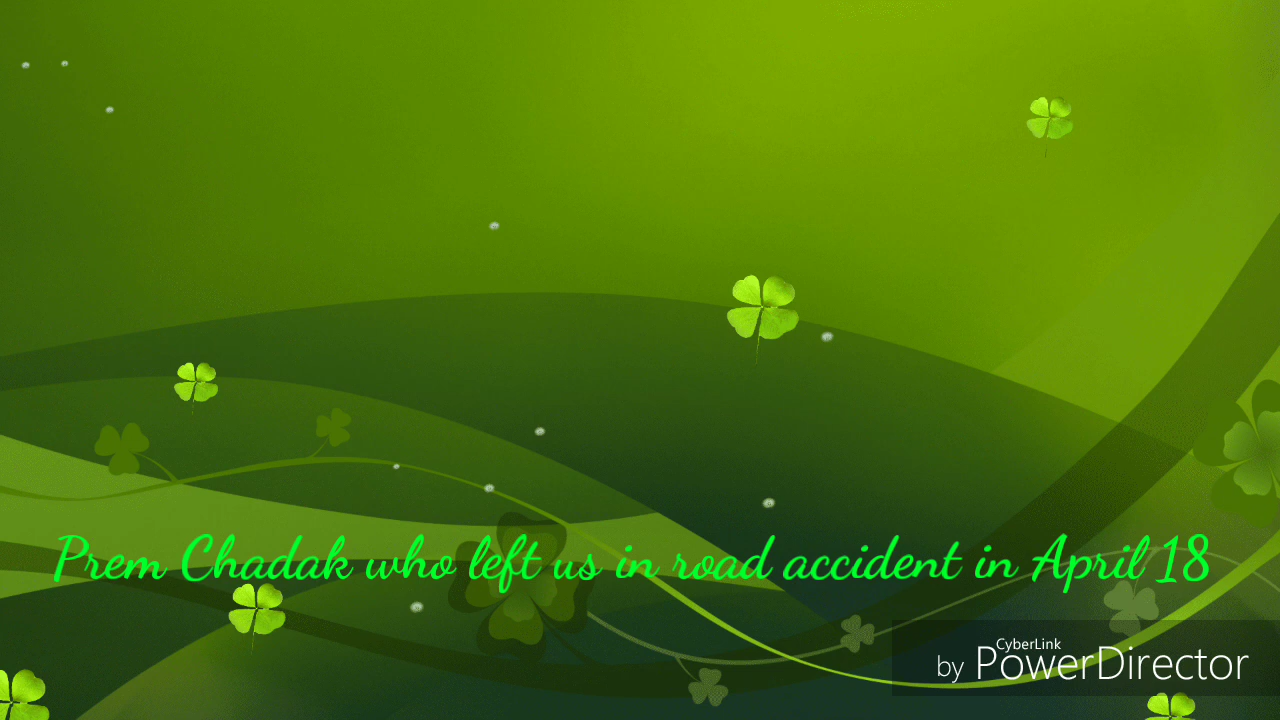 Prem Chadak who left us in road accident in April 18
CyberLink
by PowerDirector